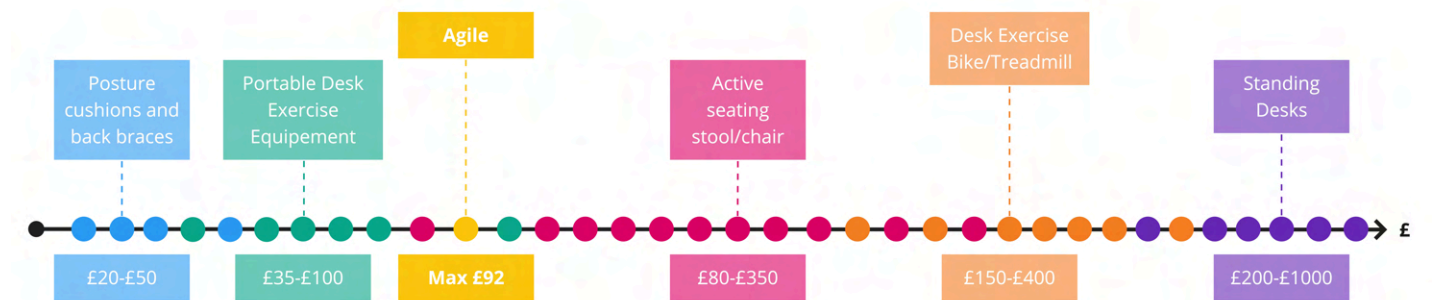 Agile
Posture
cushions and
back braces
Portable Desk
Exercise
Equipement
Active
seating
stool/chair
Desk Exercise
Bike/Treadmill
Standing
Desks
£
£20-£50
£35-£100
Max £92
£80-£350
£150-£400
£200-£1000